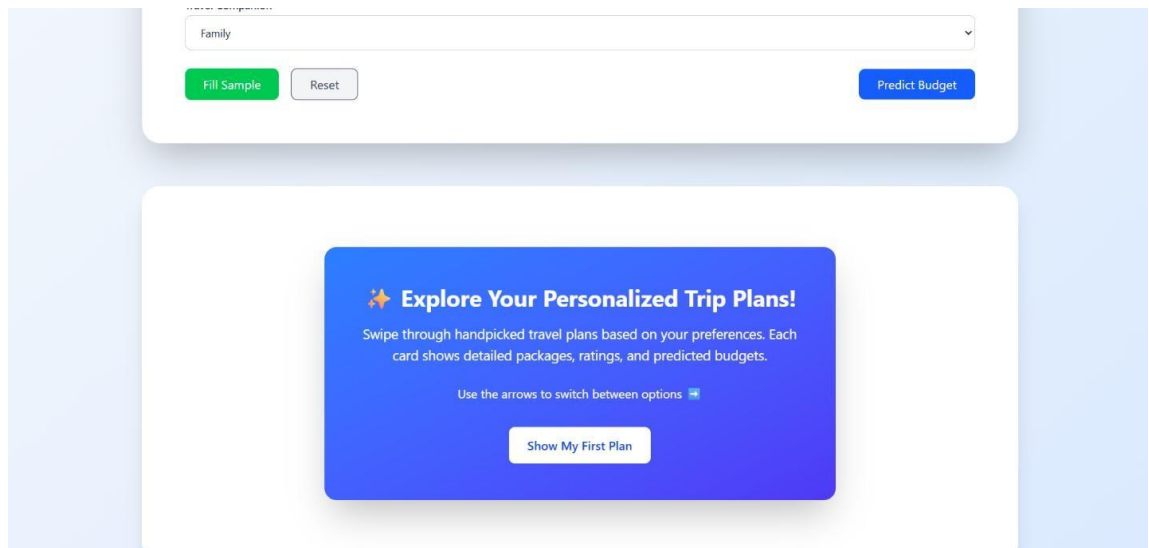 Travel Companion
Family
Fill Sample
Reset
Predict Budget
✨ Explore Your Personalized Trip Plans!
Swipe through handpicked travel plans based on your preferences. Each
card shows detailed packages, ratings, and predicted budgets.
Use the arrows to switch between options ➡️
Show My First Plan